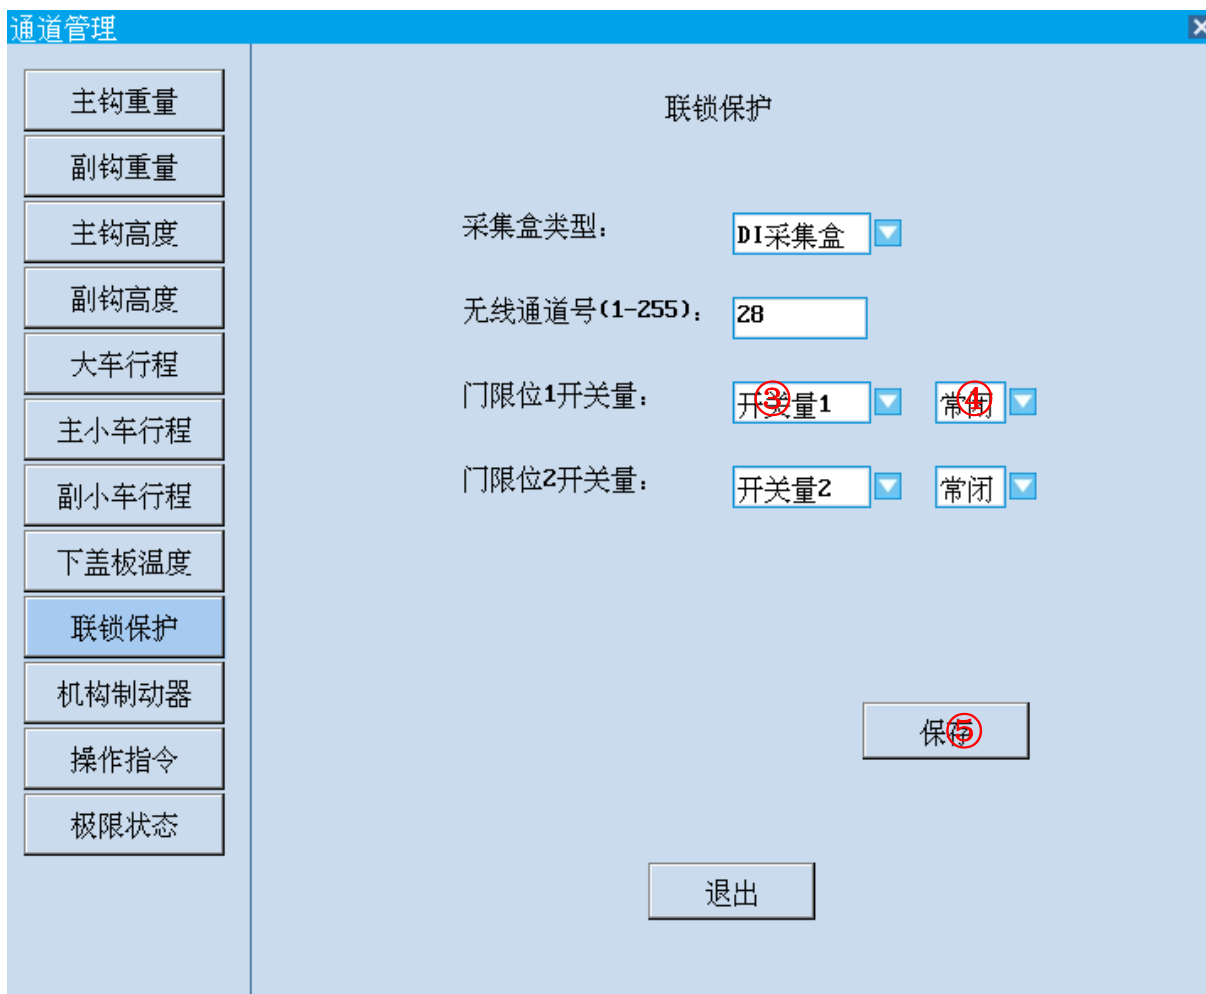 通道管理
主钩重量
副钩重量
主钩高度
副钩高度
大车行程
主小车行程
副小车行程
下盖板温度
联锁保护
机构制动器
操作指令
极限状态
联锁保护
采集盒类型: DI采集盒
无线通道号(1-255): 28
门限位1开关量: 开关量1 ③ 常闭 ④
门限位2开关量: 开关量2 常闭
保存 ⑤
退出